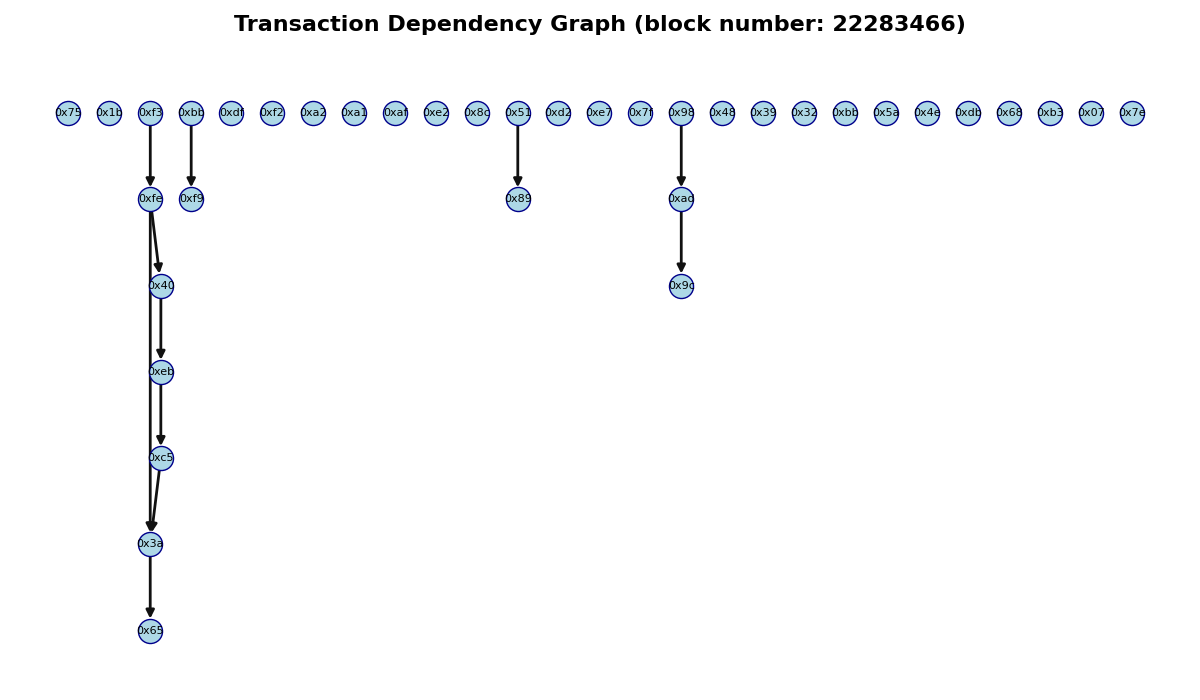 Transaction Dependency Graph (block number: 22283466)
0x75 0x1b 0xf3 0xbb 0xdf 0xf2 0xa2 0xa1 0xaf 0xe2 0x8c 0x51 0xd2 0xe7 0x7f 0x98 0x48 0x39 0x32 0xbb 0x5a 0x4e 0xdb 0x68 0xb3 0x07 0x7e
0xfe 0xf9 0x89 0xad
0x40 0x9c
0xeb
0xc5
0x3a
0x65